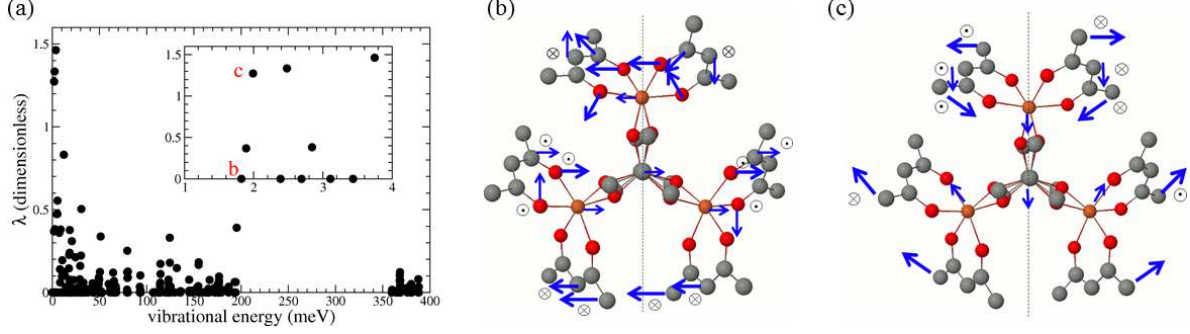 (a)
(b)
(c)
λ (dimensionless)
1.5
1
0.5
0
0 50 100 150 200 250 300 350 400
vibrational energy (meV)
1.5
1
0.5
0
1 2 3 4
c
b